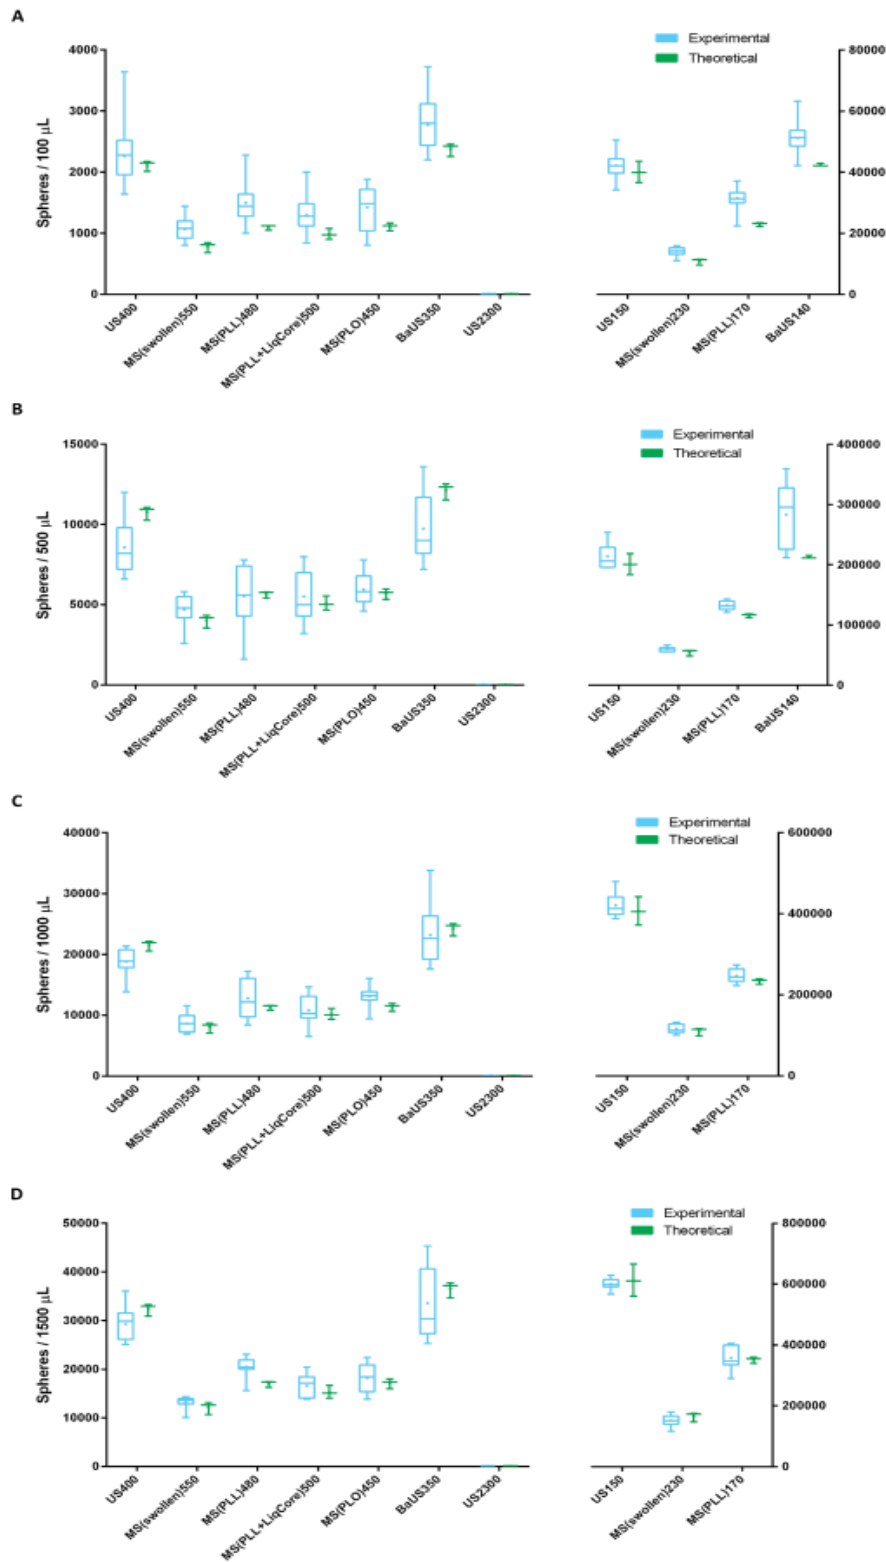 A
Experimental
Theoretical
Spheres / 100 µL
4000
3000
2000
1000
0
80000
60000
40000
20000
0
US400
MS(swollen)550
MS(PLL)480
MS(PLL+LiqCore)500
MS(PLO)450
BaUS350
US2300
US150
MS(swollen)230
MS(PLL)170
BaUS140
B
Experimental
Theoretical
Spheres / 500 µL
15000
10000
5000
0
400000
300000
200000
100000
0
US400
MS(swollen)550
MS(PLL)480
MS(PLL+LiqCore)500
MS(PLO)450
BaUS350
US2300
US150
MS(swollen)230
MS(PLL)170
BaUS140
C
Experimental
Theoretical
Spheres / 1000 µL
40000
30000
20000
10000
0
600000
400000
200000
0
US400
MS(swollen)550
MS(PLL)480
MS(PLL+LiqCore)500
MS(PLO)450
BaUS350
US2300
US150
MS(swollen)230
MS(PLL)170
D
Experimental
Theoretical
Spheres / 1500 µL
50000
40000
30000
20000
10000
0
800000
600000
400000
200000
0
US400
MS(swollen)550
MS(PLL)480
MS(PLL+LiqCore)500
MS(PLO)450
BaUS350
US2300
US150
MS(swollen)230
MS(PLL)170